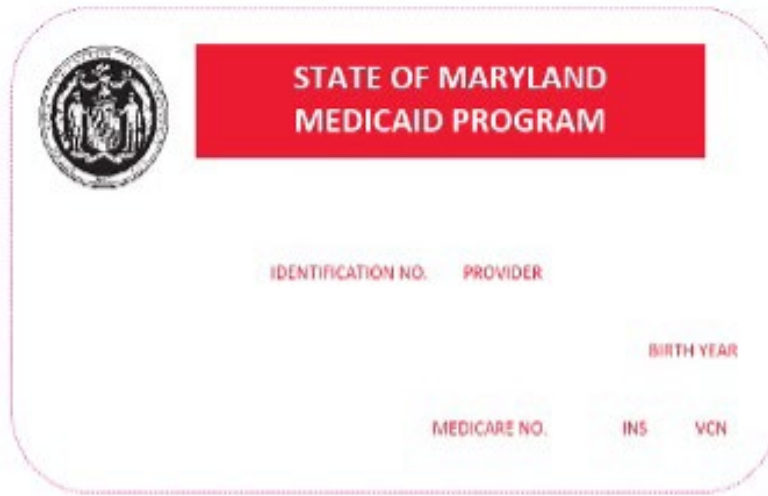 STATE OF MARYLAND
MEDICAID PROGRAM
IDENTIFICATION NO. PROVIDER
BIRTH YEAR
MEDICARE NO. INS VCN